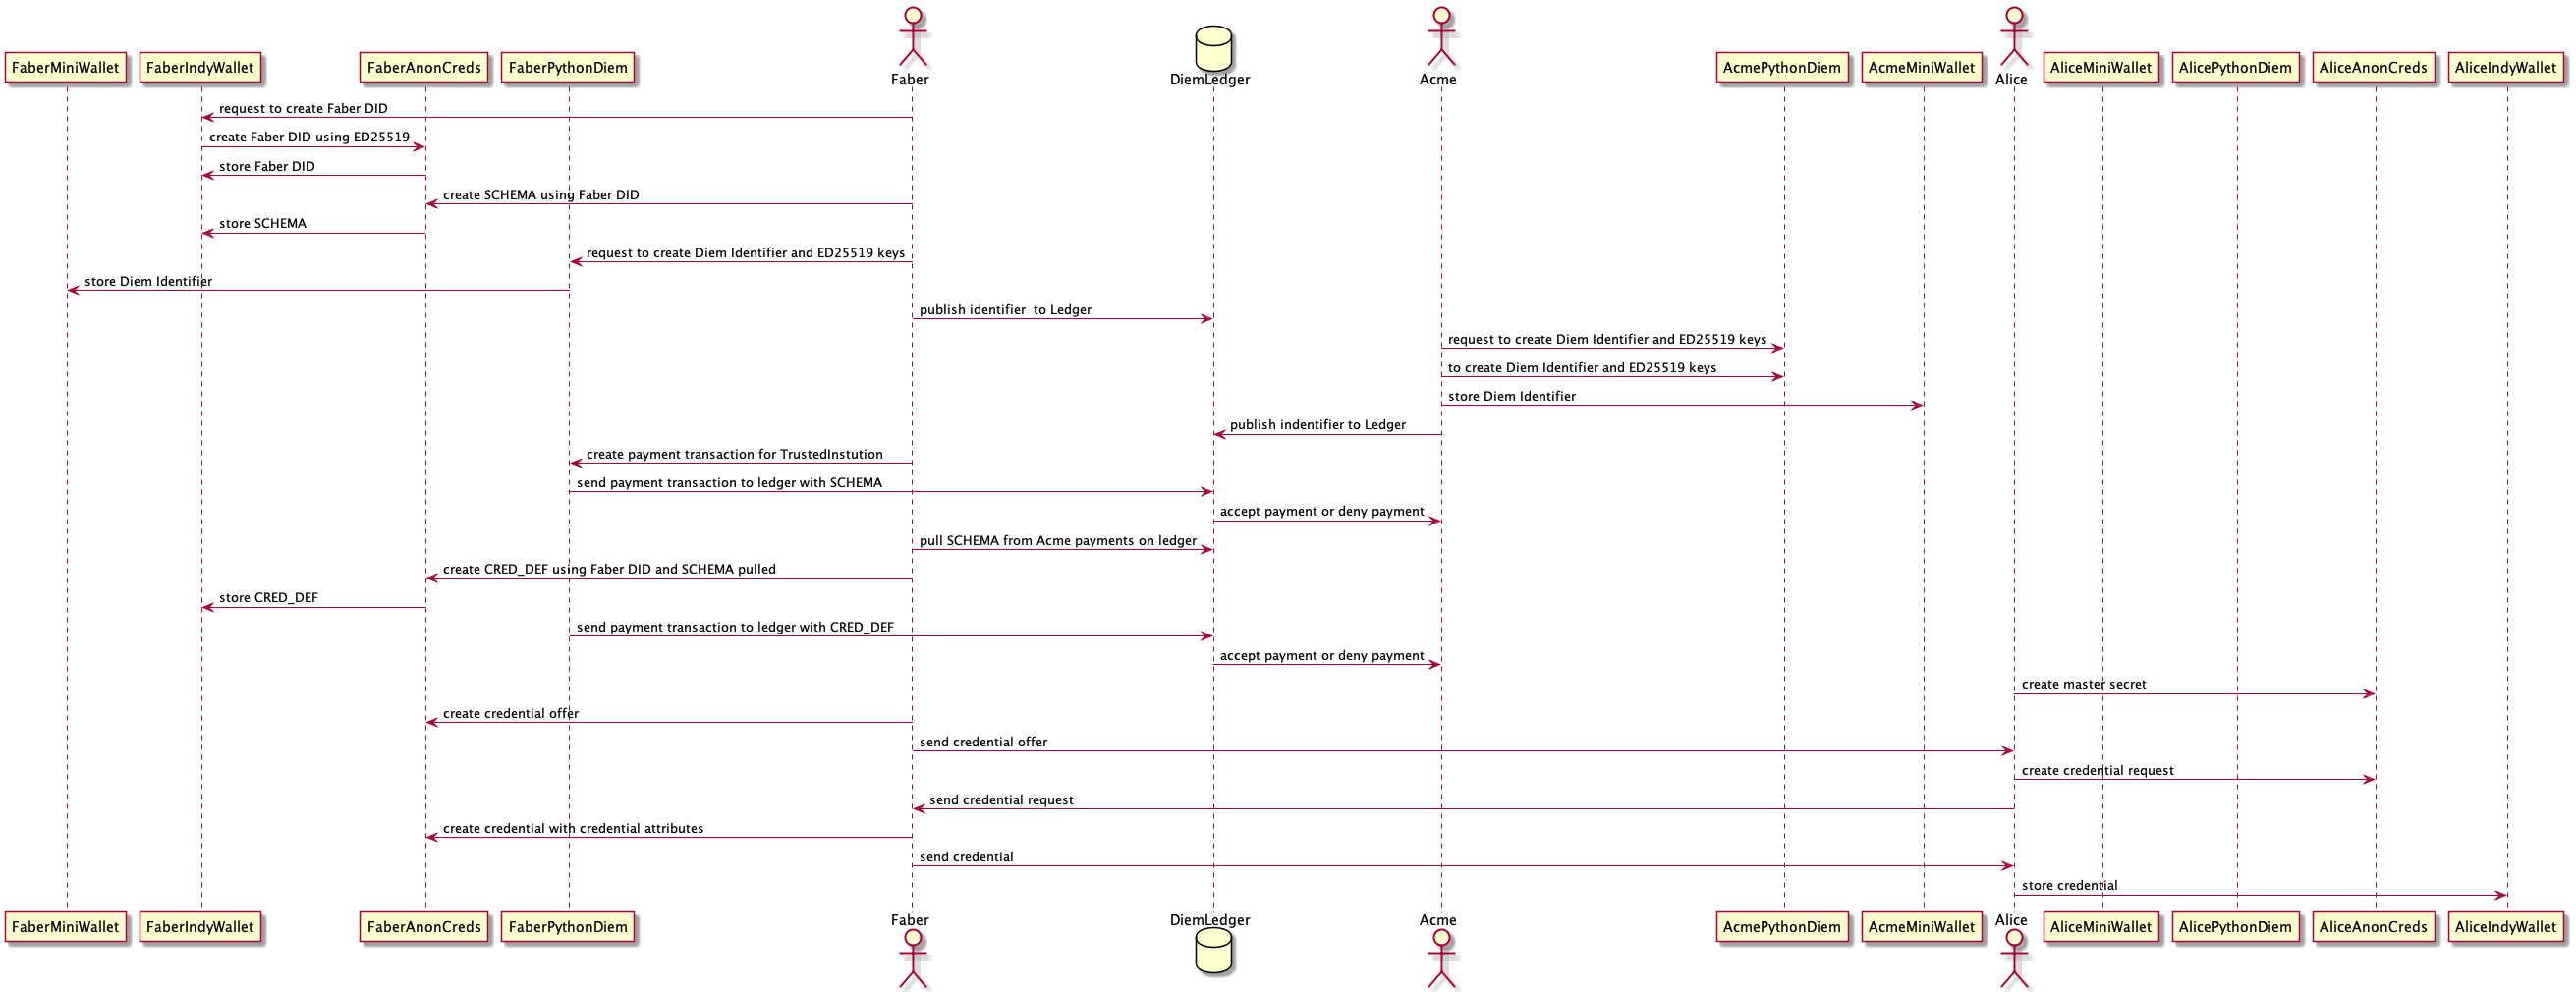 Faber
Acme
Alice
FaberMiniWallet
FaberIndyWallet
FaberAnonCreds
FaberPythonDiem
DiemLedger
AcmePythonDiem
AcmeMiniWallet
AliceMiniWallet
AlicePythonDiem
AliceAnonCreds
AliceIndyWallet
request to create Faber DID
create Faber DID using ED25519
store Faber DID
create SCHEMA using Faber DID
store SCHEMA
request to create Diem Identifier and ED25519 keys
store Diem Identifier
publish identifier  to Ledger
request to create Diem Identifier and ED25519 keys
to create Diem Identifier and ED25519 keys
store Diem Identifier
publish indentifier to Ledger
create payment transaction for TrustedInstution
send payment transaction to ledger with SCHEMA
accept payment or deny payment
pull SCHEMA from Acme payments on ledger
create CRED_DEF using Faber DID and SCHEMA pulled
store CRED_DEF
send payment transaction to ledger with CRED_DEF
accept payment or deny payment
create master secret
create credential offer
send credential offer
create credential request
send credential request
create credential with credential attributes
send credential
store credential
FaberMiniWallet
FaberIndyWallet
FaberAnonCreds
FaberPythonDiem
Faber
DiemLedger
Acme
AcmePythonDiem
AcmeMiniWallet
Alice
AliceMiniWallet
AlicePythonDiem
AliceAnonCreds
AliceIndyWallet